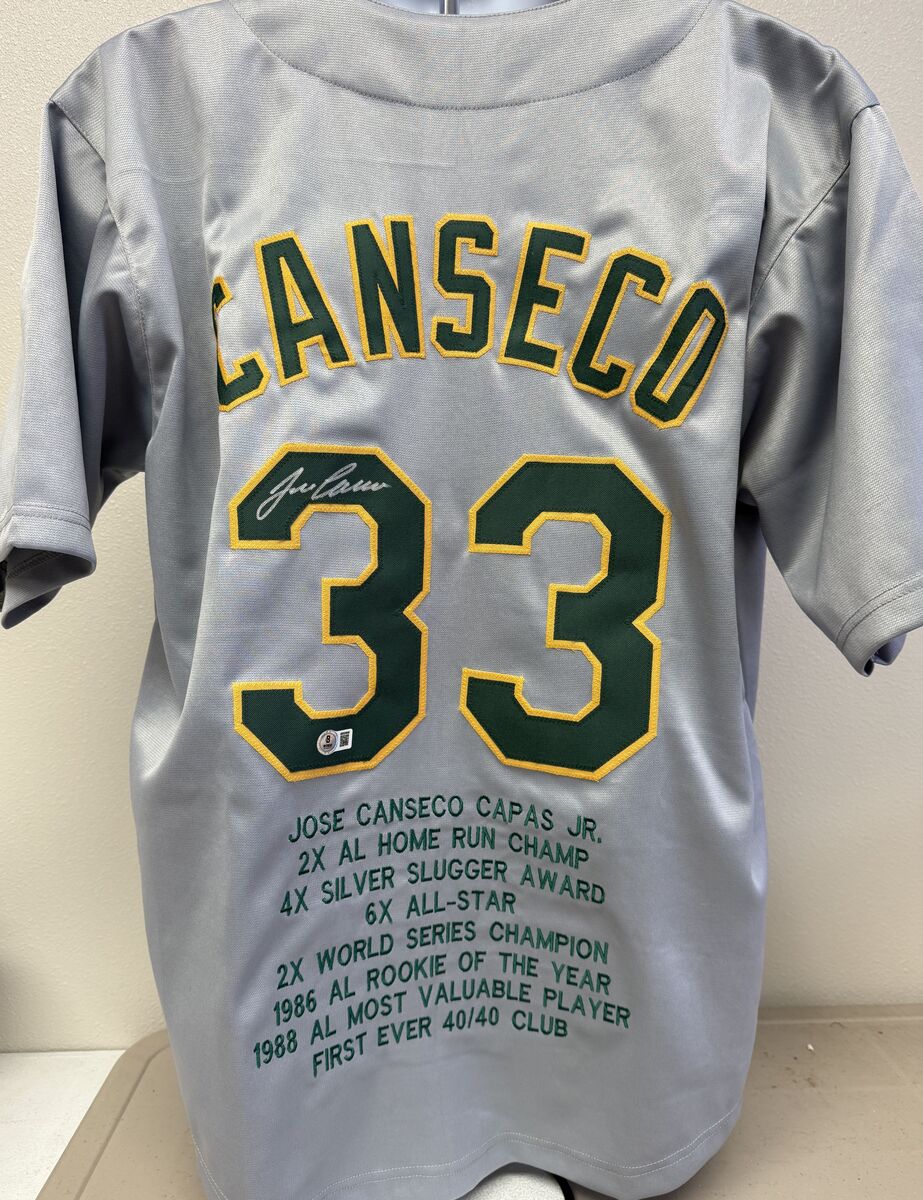 CANSECO
33
Jose Canseco
JOSE CANSECO CAPAS JR.
2X AL HOME RUN CHAMP
4X SILVER SLUGGER AWARD
6X ALL-STAR
2X WORLD SERIES CHAMPION
1986 AL ROOKIE OF THE YEAR
1988 AL MOST VALUABLE PLAYER
FIRST EVER 40/40 CLUB